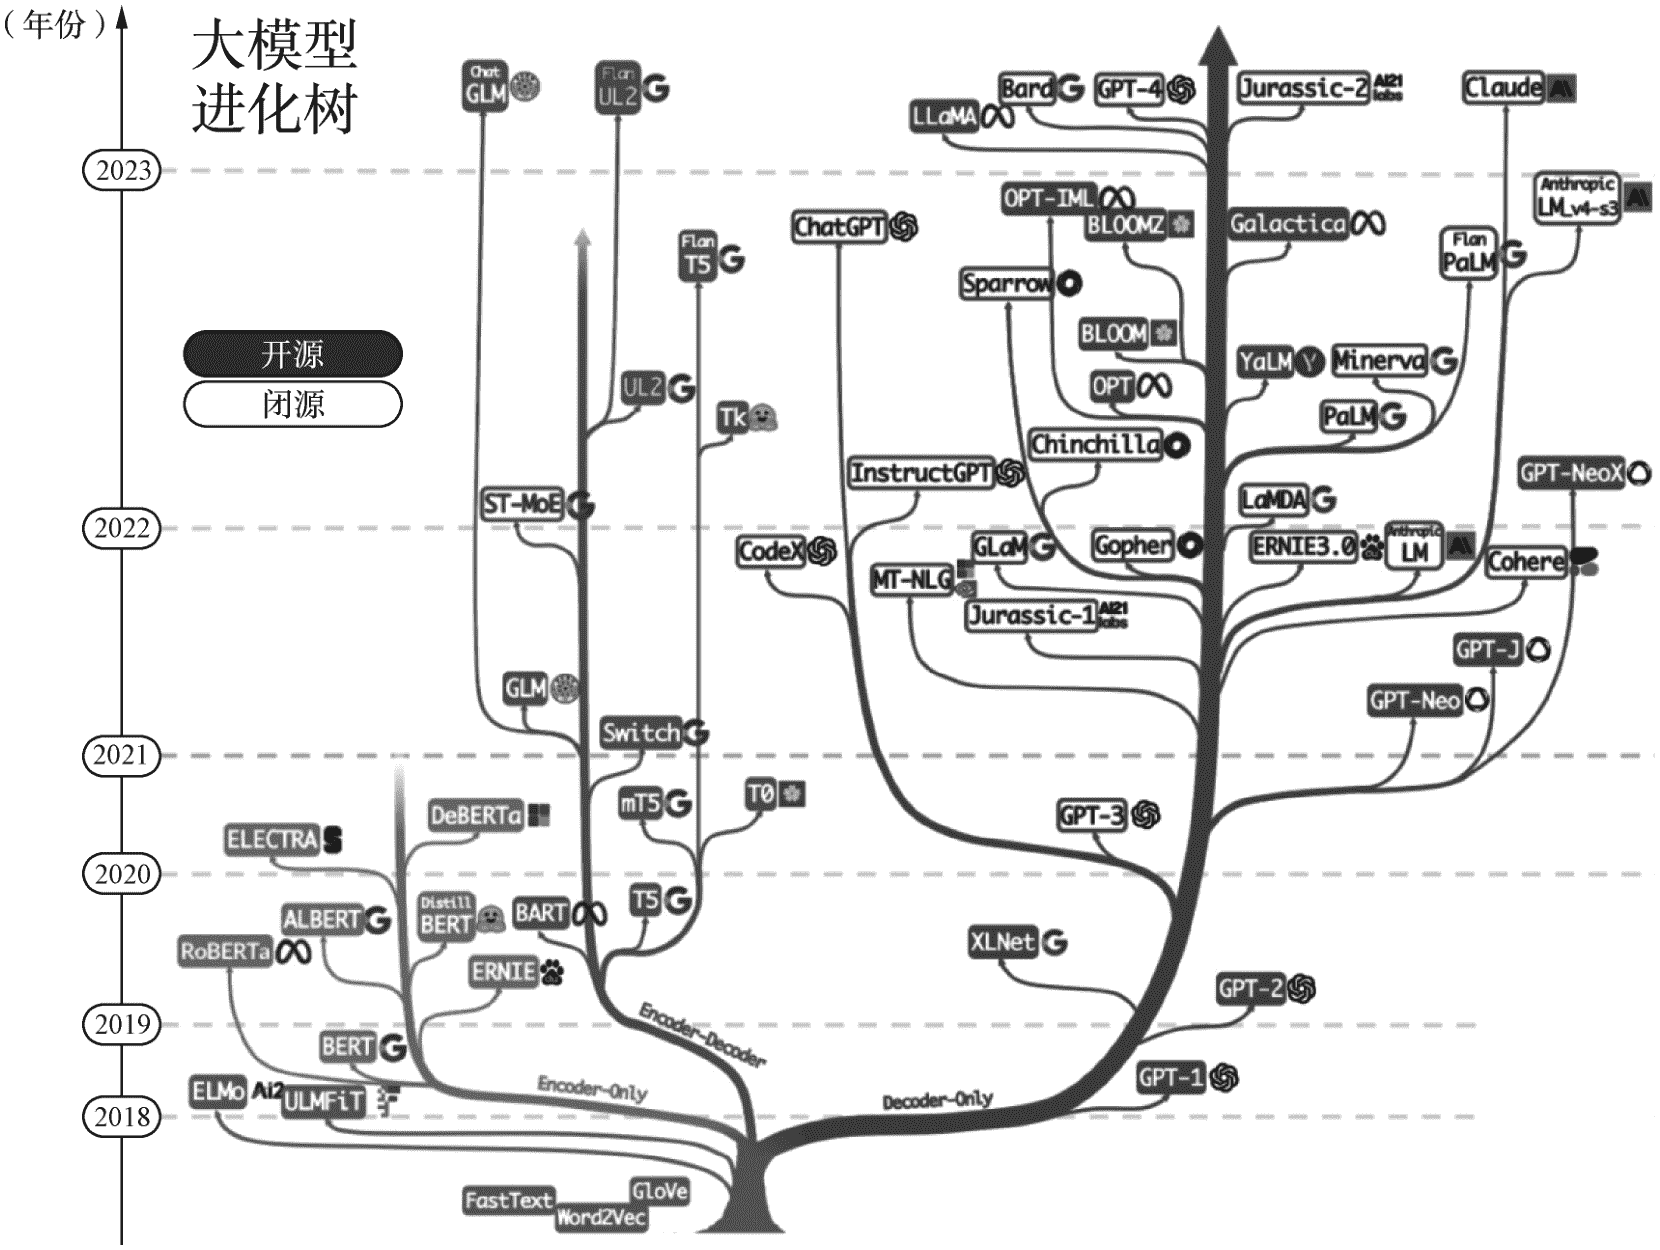 (年份)
大模型
进化树
开源
闭源
2023
2022
2021
2020
2019
2018
Chat
GLM
Flan
UL2
Bard
GPT-4
Jurassic-2
AI21
labs
Claude
LLaMA
OPT-IML
BLOOMZ
Galactica
Anthropic
LM_v4-s3
ChatGPT
Flan
T5
Flan
PaLM
Sparrow
BLOOM
YaLM
Y
Minerva
UL2
OPT
Tk
PaLM
Chinchilla
InstructGPT
GPT-NeoX
ST-MoE
LaMDA
CodeX
GLaM
Gopher
ERNIE3.0
Anthropic
LM
Cohere
MT-NLG
Jurassic-1
AI21
labs
GPT-J
GLM
GPT-Neo
Switch
mT5
T0
DeBERTa
GPT-3
ELECTRA
ALBERT
Distill
BERT
BART
T5
RoBERTa
ERNIE
XLNet
GPT-2
Encoder-Decoder
BERT
GPT-1
ELMo
Ai2
ULMFiT
Encoder-Only
Decoder-Only
FastText
GloVe
Word2Vec